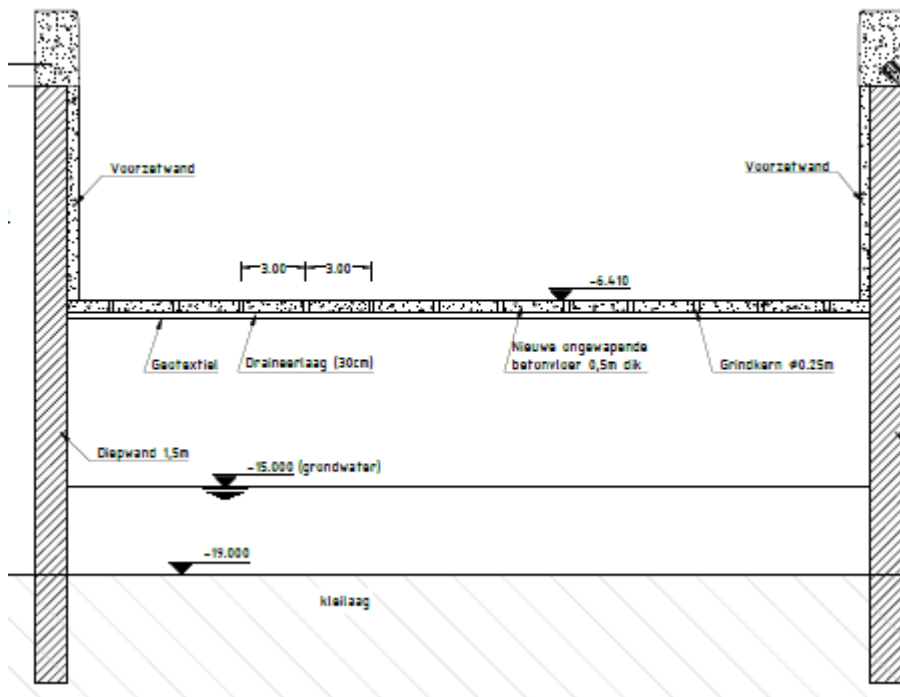 Voorzetwand
Voorzetwand
3.00
3.00
-6.410
Geotextiel
Draineerlaag (30cm)
Nieuwe ongewapende
betonvloer 0,5m dik
Grindkern ø0.25m
Diepwand 1,5m
-15.000 (grondwater)
-19.000
kleilaag